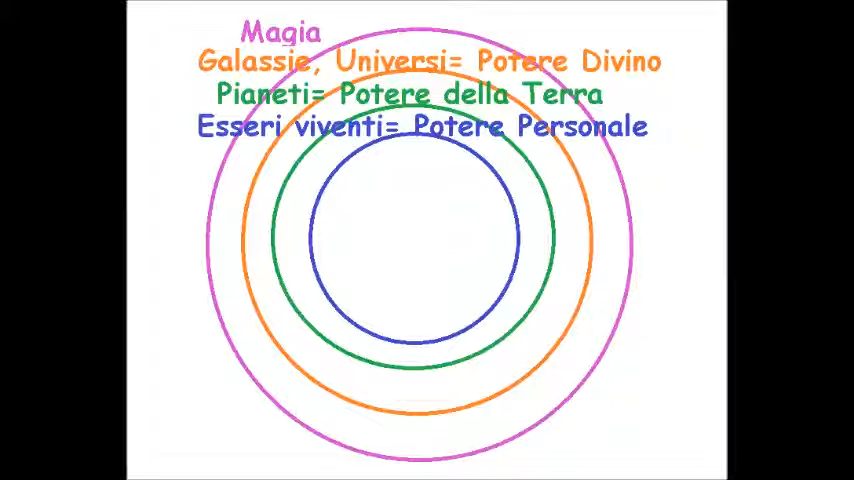 Magia
Galassie, Universi= Potere Divino
Pianeti= Potere della Terra
Esseri viventi= Potere Personale